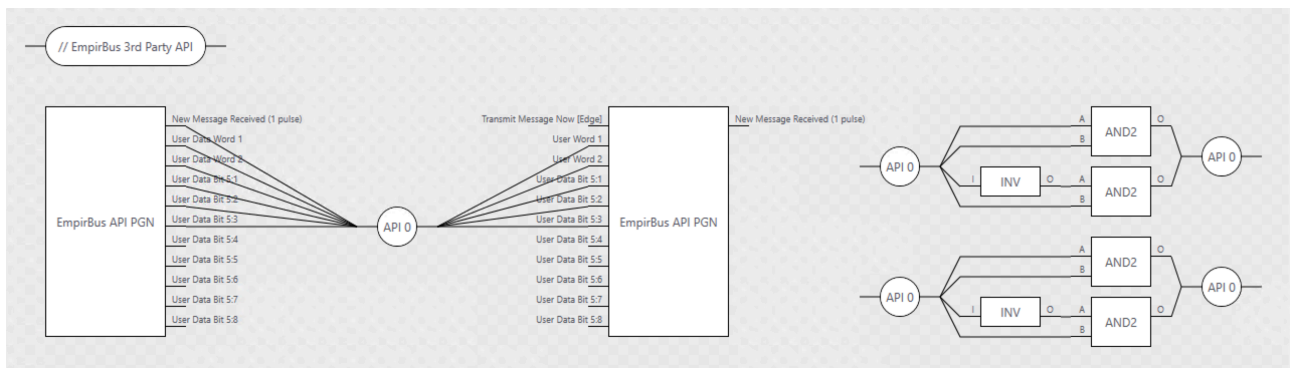 // EmpirBus 3rd Party API
EmpirBus API PGN
New Message Received (1 pulse)
User Data Word 1
User Data Word 2
User Data Bit 5:1
User Data Bit 5:2
User Data Bit 5:3
User Data Bit 5:4
User Data Bit 5:5
User Data Bit 5:6
User Data Bit 5:7
User Data Bit 5:8
API 0
Transmit Message Now [Edge]
User Word 1
User Word 2
User Data Bit 5:1
User Data Bit 5:2
User Data Bit 5:3
User Data Bit 5:4
User Data Bit 5:5
User Data Bit 5:6
User Data Bit 5:7
User Data Bit 5:8
EmpirBus API PGN
New Message Received (1 pulse)
API 0
A
B
AND2
O
I
INV
O
A
B
AND2
O
API 0
API 0
A
B
AND2
O
I
INV
O
A
B
AND2
O
API 0